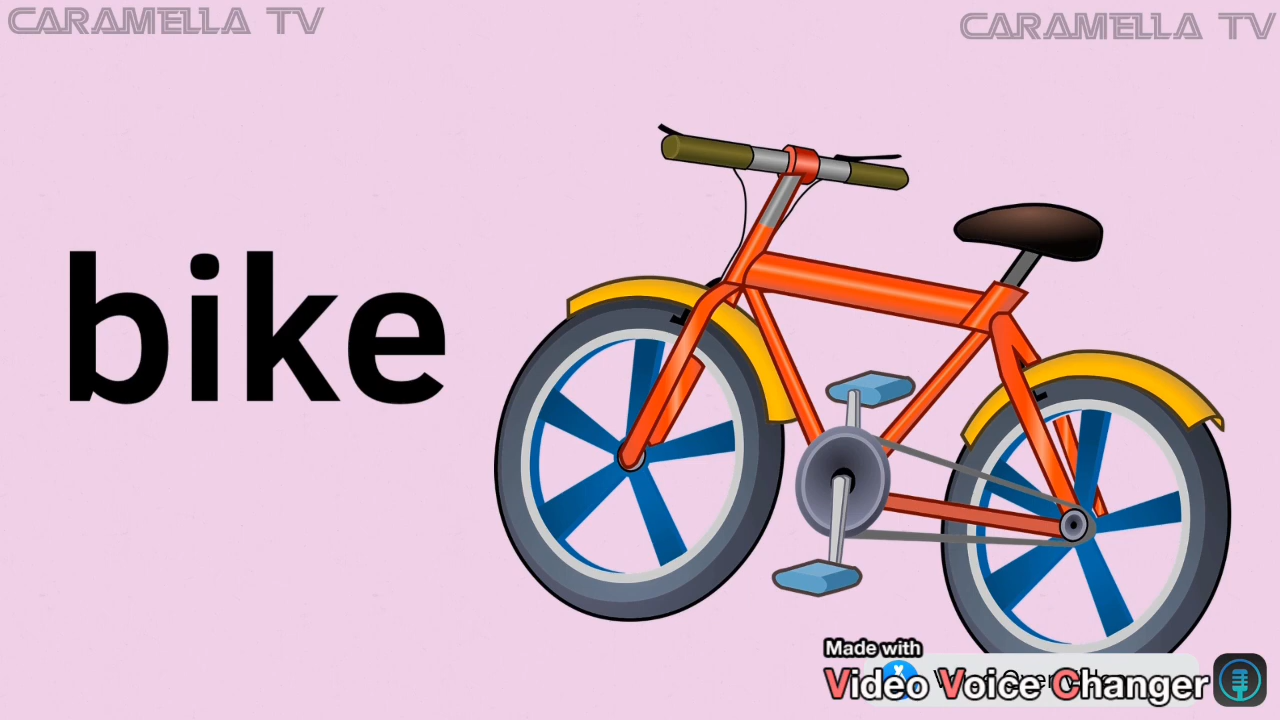 CARAMELLA TV
CARAMELLA TV
bike
Made with
Video Voice Changer